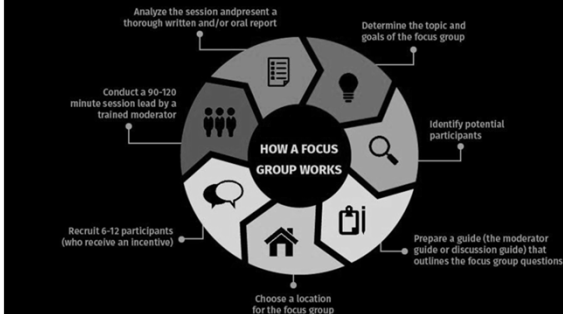 Analyze the session andpresent a
thorough written and/or oral report
Determine the topic and
goals of the focus group
Conduct a 90-120
minute session lead by a
trained moderator
Identify potential
participants
HOW A FOCUS
GROUP WORKS
Recruit 6-12 participants
(who receive an incentive)
Prepare a guide (the moderator
guide or discussion guide) that
outlines the focus group questions
Choose a location
for the focus group